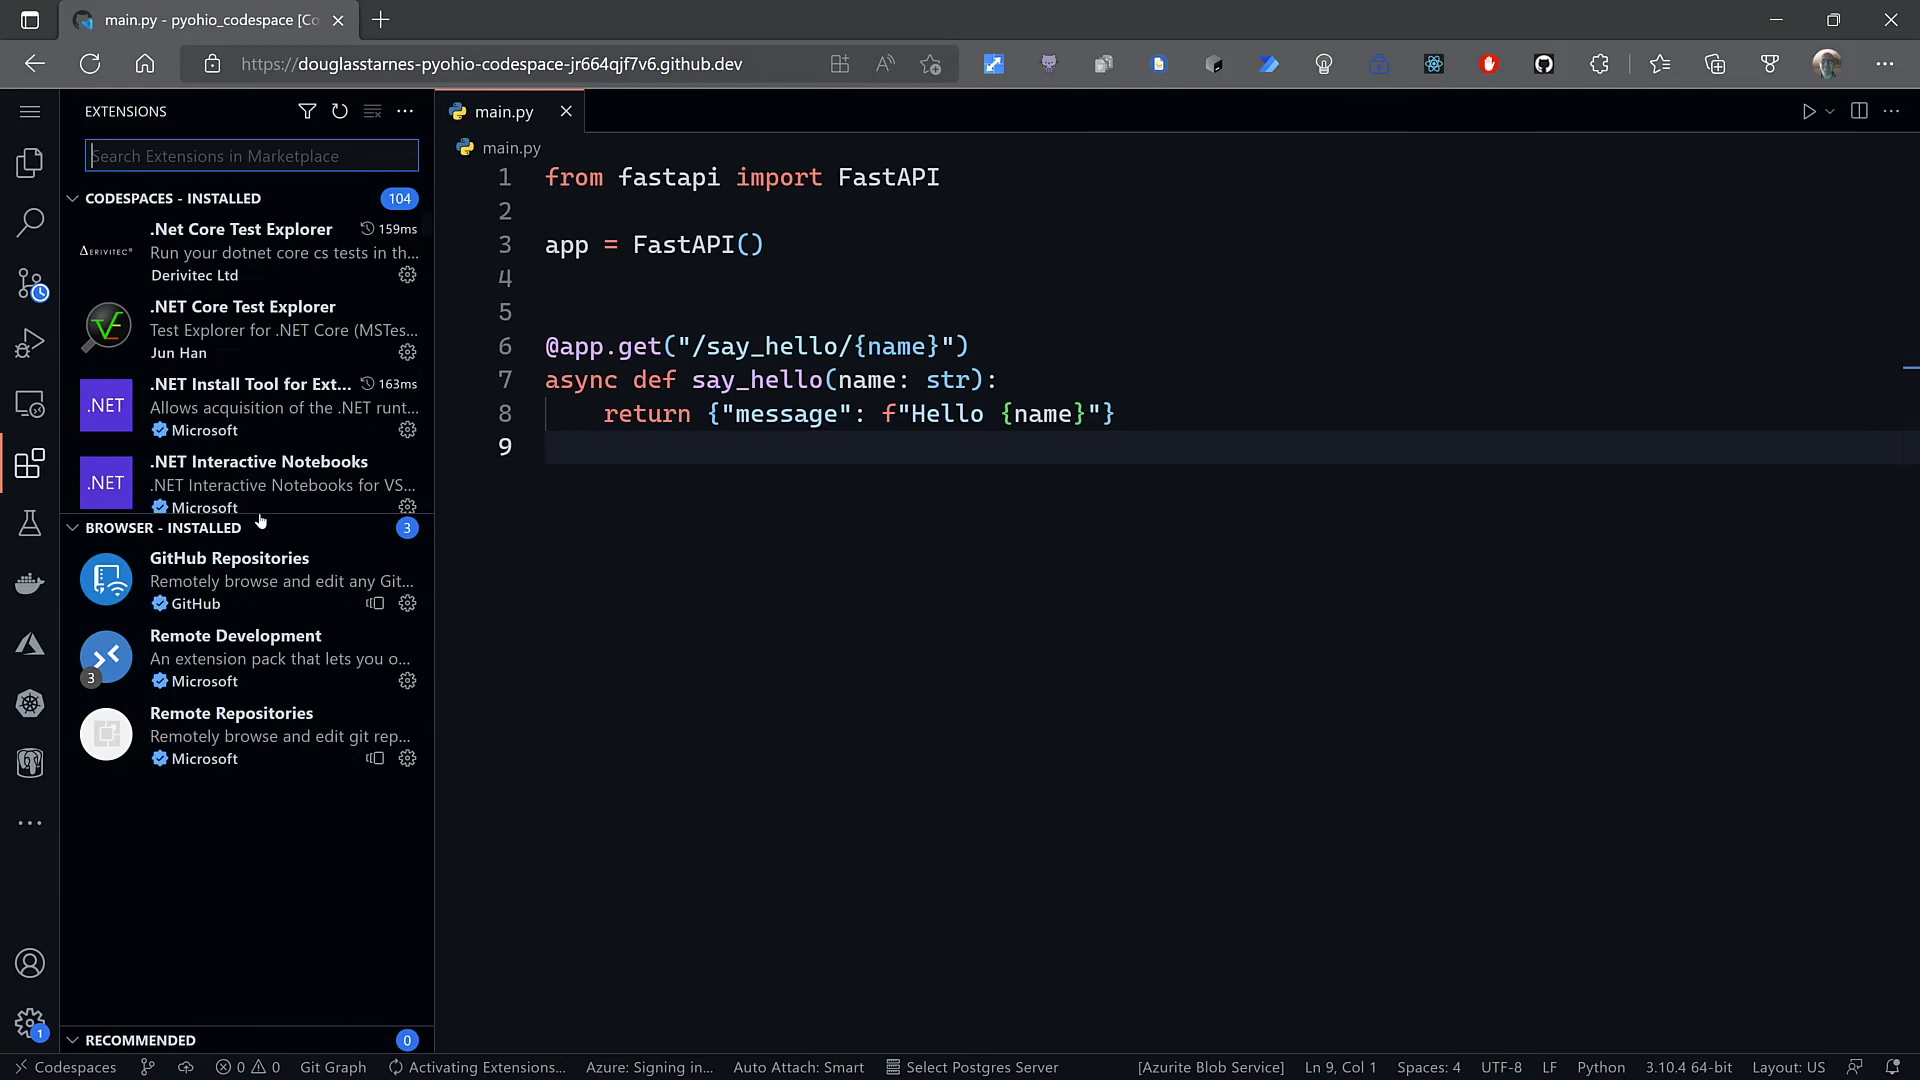 main.py - pyohio_codespace [Co
https://douglasstarnes-pyohio-codespace-jr664qjf7v6.github.dev
EXTENSIONS
Search Extensions in Marketplace
CODESPACES - INSTALLED
104
.Net Core Test Explorer
159ms
Run your dotnet core cs tests in th...
ΔERIVITEC®
Derivitec Ltd
.NET Core Test Explorer
Test Explorer for .NET Core (MSTes...
Jun Han
.NET Install Tool for Ext...
163ms
.NET
Allows acquisition of the .NET runt...
Microsoft
.NET Interactive Notebooks
.NET
.NET Interactive Notebooks for VS...
Microsoft
BROWSER - INSTALLED
3
GitHub Repositories
Remotely browse and edit any Git...
GitHub
Remote Development
An extension pack that lets you o...
3
Microsoft
Remote Repositories
Remotely browse and edit git rep...
Microsoft
1
RECOMMENDED
0
main.py
main.py
1 from fastapi import FastAPI
2
3 app = FastAPI()
4
5
6 @app.get("/say_hello/{name}")
7 async def say_hello(name: str):
8 return {"message": f"Hello {name}"}
9
Codespaces
0
0
Git Graph
Activating Extensions...
Azure: Signing in...
Auto Attach: Smart
Select Postgres Server
[Azurite Blob Service]
Ln 9, Col 1
Spaces: 4
UTF-8
LF
Python
3.10.4 64-bit
Layout: US